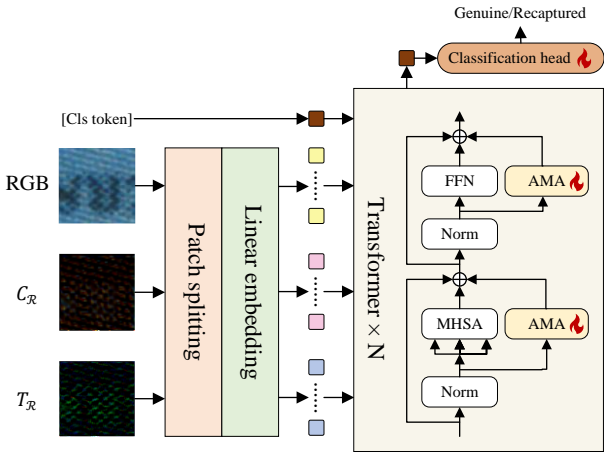 Genuine/Recaptured
Classification head
[Cls token]
RGB
C_ℛ
T_ℛ
Patch splitting
Linear embedding
Transformer × N
FFN
AMA
Norm
MHSA
AMA
Norm